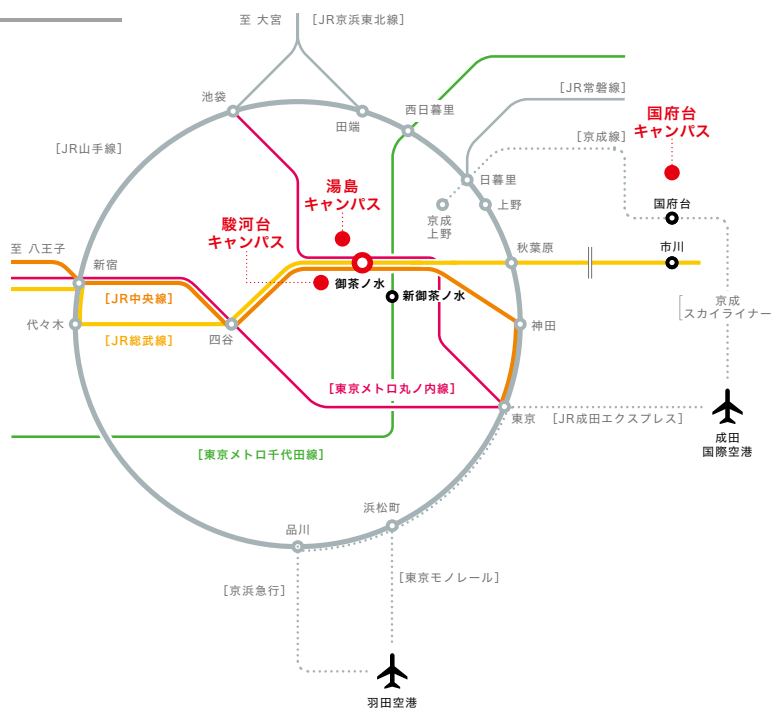 至 大宮
[JR京浜東北線]
池袋
田端
西日暮里
[JR常磐線]
国府台
キャンパス
[京成線]
[JR山手線]
日暮里
上野
京成
上野
湯島
キャンパス
国府台
駿河台
キャンパス
至 八王子
新宿
秋葉原
市川
御茶ノ水
新御茶ノ水
[JR中央線]
京成
スカイライナー
代々木
[JR総武線]
四谷
神田
[東京メトロ丸ノ内線]
東京
[JR成田エクスプレス]
成田
国際空港
[東京メトロ千代田線]
浜松町
品川
[京浜急行]
[東京モノレール]
羽田空港